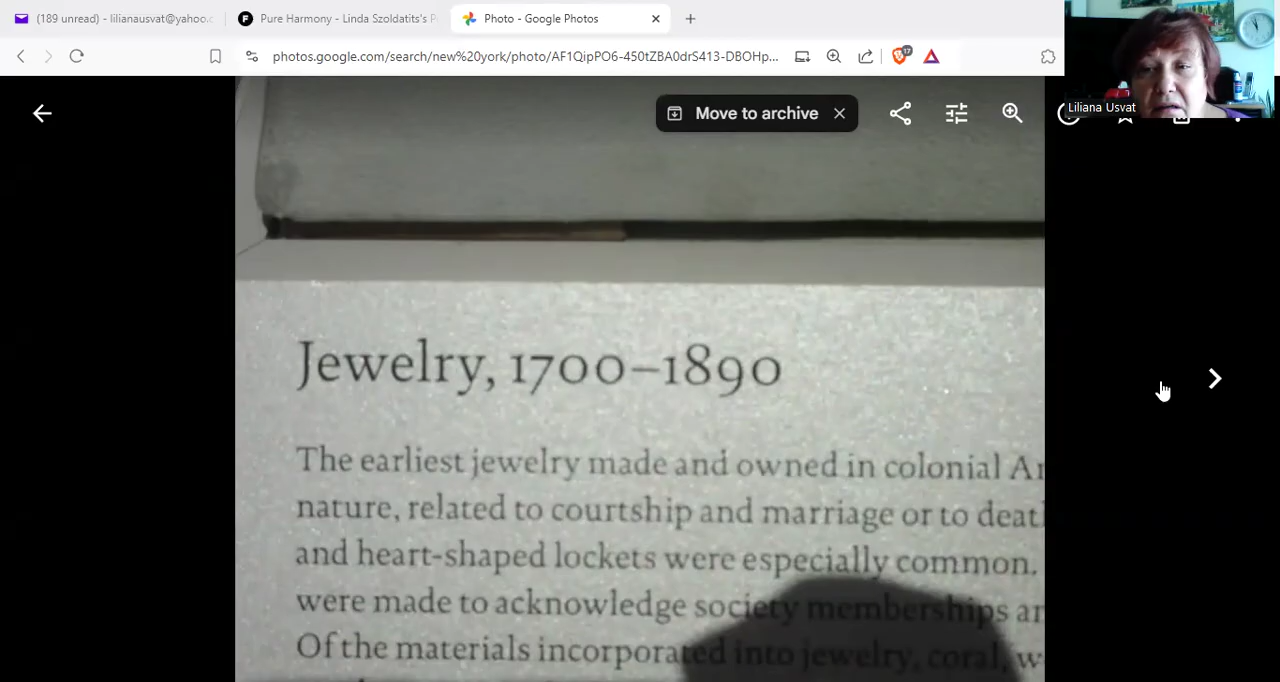 (189 unread) - lilianausvat@yahoo.c
Pure Harmony - Linda Szoldatits's P
Photo - Google Photos
photos.google.com/search/new%20york/photo/AF1QipPO6-450tZBA0drS413-DBOHp...
17
Liliana Usvat
Move to archive
Jewelry, 1700–1890
The earliest jewelry made and owned in colonial Am
nature, related to courtship and marriage or to deat
and heart-shaped lockets were especially common.
were made to acknowledge society memberships an
Of the materials incorporated into jewelry, coral, w